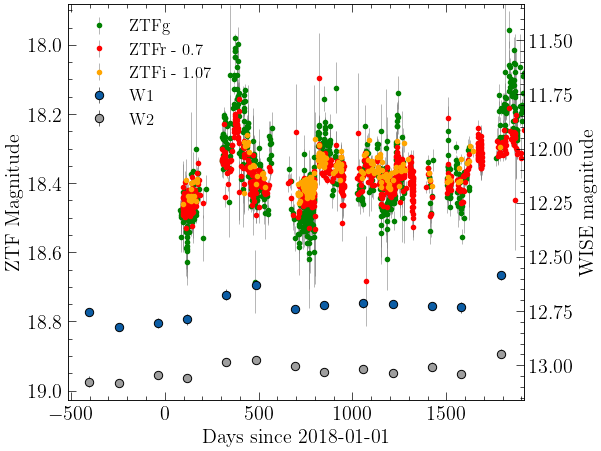 ZTFg
ZTFr - 0.7
ZTFi - 1.07
W1
W2
18.0
18.2
18.4
18.6
18.8
19.0
ZTF Magnitude
11.50
11.75
12.00
12.25
12.50
12.75
13.00
WISE magnitude
−500
0
500
1000
1500
Days since 2018-01-01